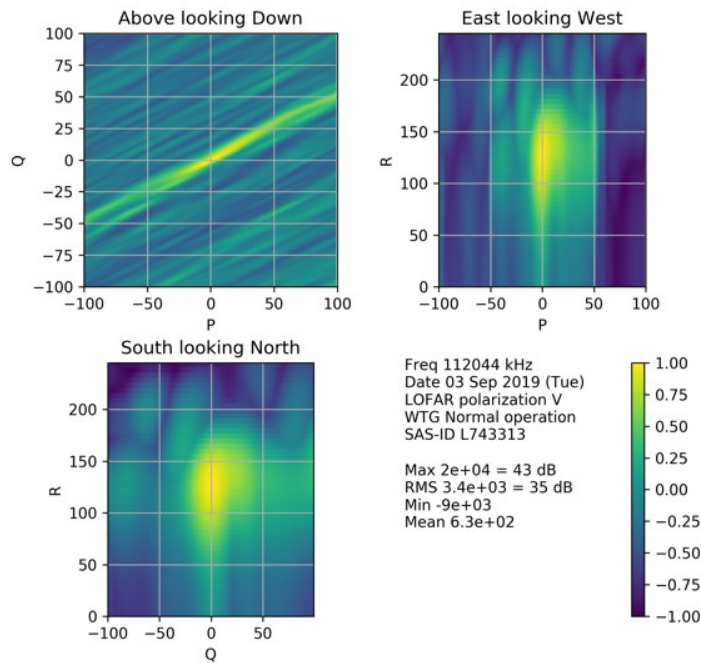 Above looking Down
100
75
50
25
0
−25
−50
−75
−100
Q
−100 −50 0 50 100
P
East looking West
200
150
100
50
0
R
−100 −50 0 50 100
P
South looking North
200
150
100
50
0
R
−100 −50 0 50
Q
Freq 112044 kHz
Date 03 Sep 2019 (Tue)
LOFAR polarization V
WTG Normal operation
SAS-ID L743313
Max 2e+04 = 43 dB
RMS 3.4e+03 = 35 dB
Min -9e+03
Mean 6.3e+02
1.00
0.75
0.50
0.25
0.00
−0.25
−0.50
−0.75
−1.00